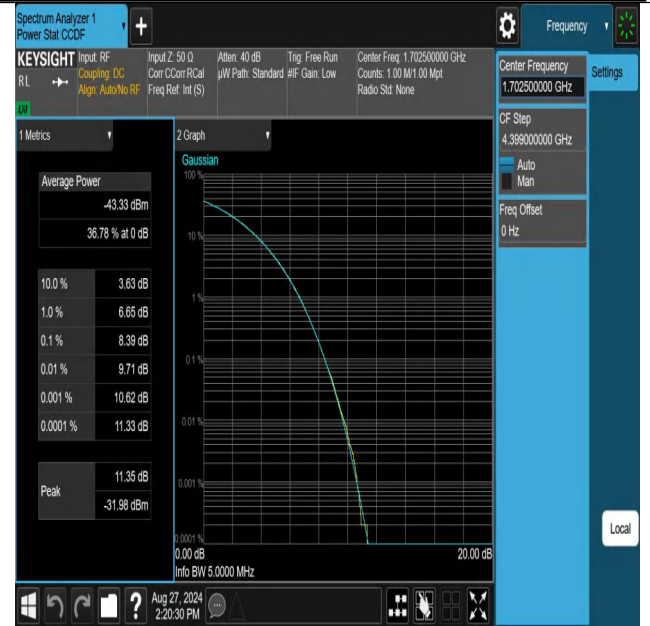 Spectrum Analyzer 1
Power Stat CCDF
+
Frequency
KEYSIGHT
RL
LXI
Input: RF
Coupling: DC
Align: Auto/No RF
Input Z: 50 Ω
Corr CCorr RCal
Freq Ref: Int (S)
Atten: 40 dB
µW Path: Standard
Trig: Free Run
#IF Gain: Low
Center Freq: 1.702500000 GHz
Counts: 1.00 M/1.00 Mpt
Radio Std: None
Center Frequency
1.702500000 GHz
Settings
CF Step
4.399000000 GHz
Auto
Man
Freq Offset
0 Hz
1 Metrics
Average Power
-43.33 dBm
36.78 % at 0 dB
10.0 % 3.63 dB
1.0 % 6.65 dB
0.1 % 8.39 dB
0.01 % 9.71 dB
0.001 % 10.62 dB
0.0001 % 11.33 dB
Peak
11.35 dB
-31.98 dBm
2 Graph
Gaussian
100 %
10 %
1 %
0.1 %
0.01 %
0.001 %
0.0001 %
0.00 dB
20.00 dB
Info BW 5.0000 MHz
Local
?
Aug 27, 2024
2:20:30 PM